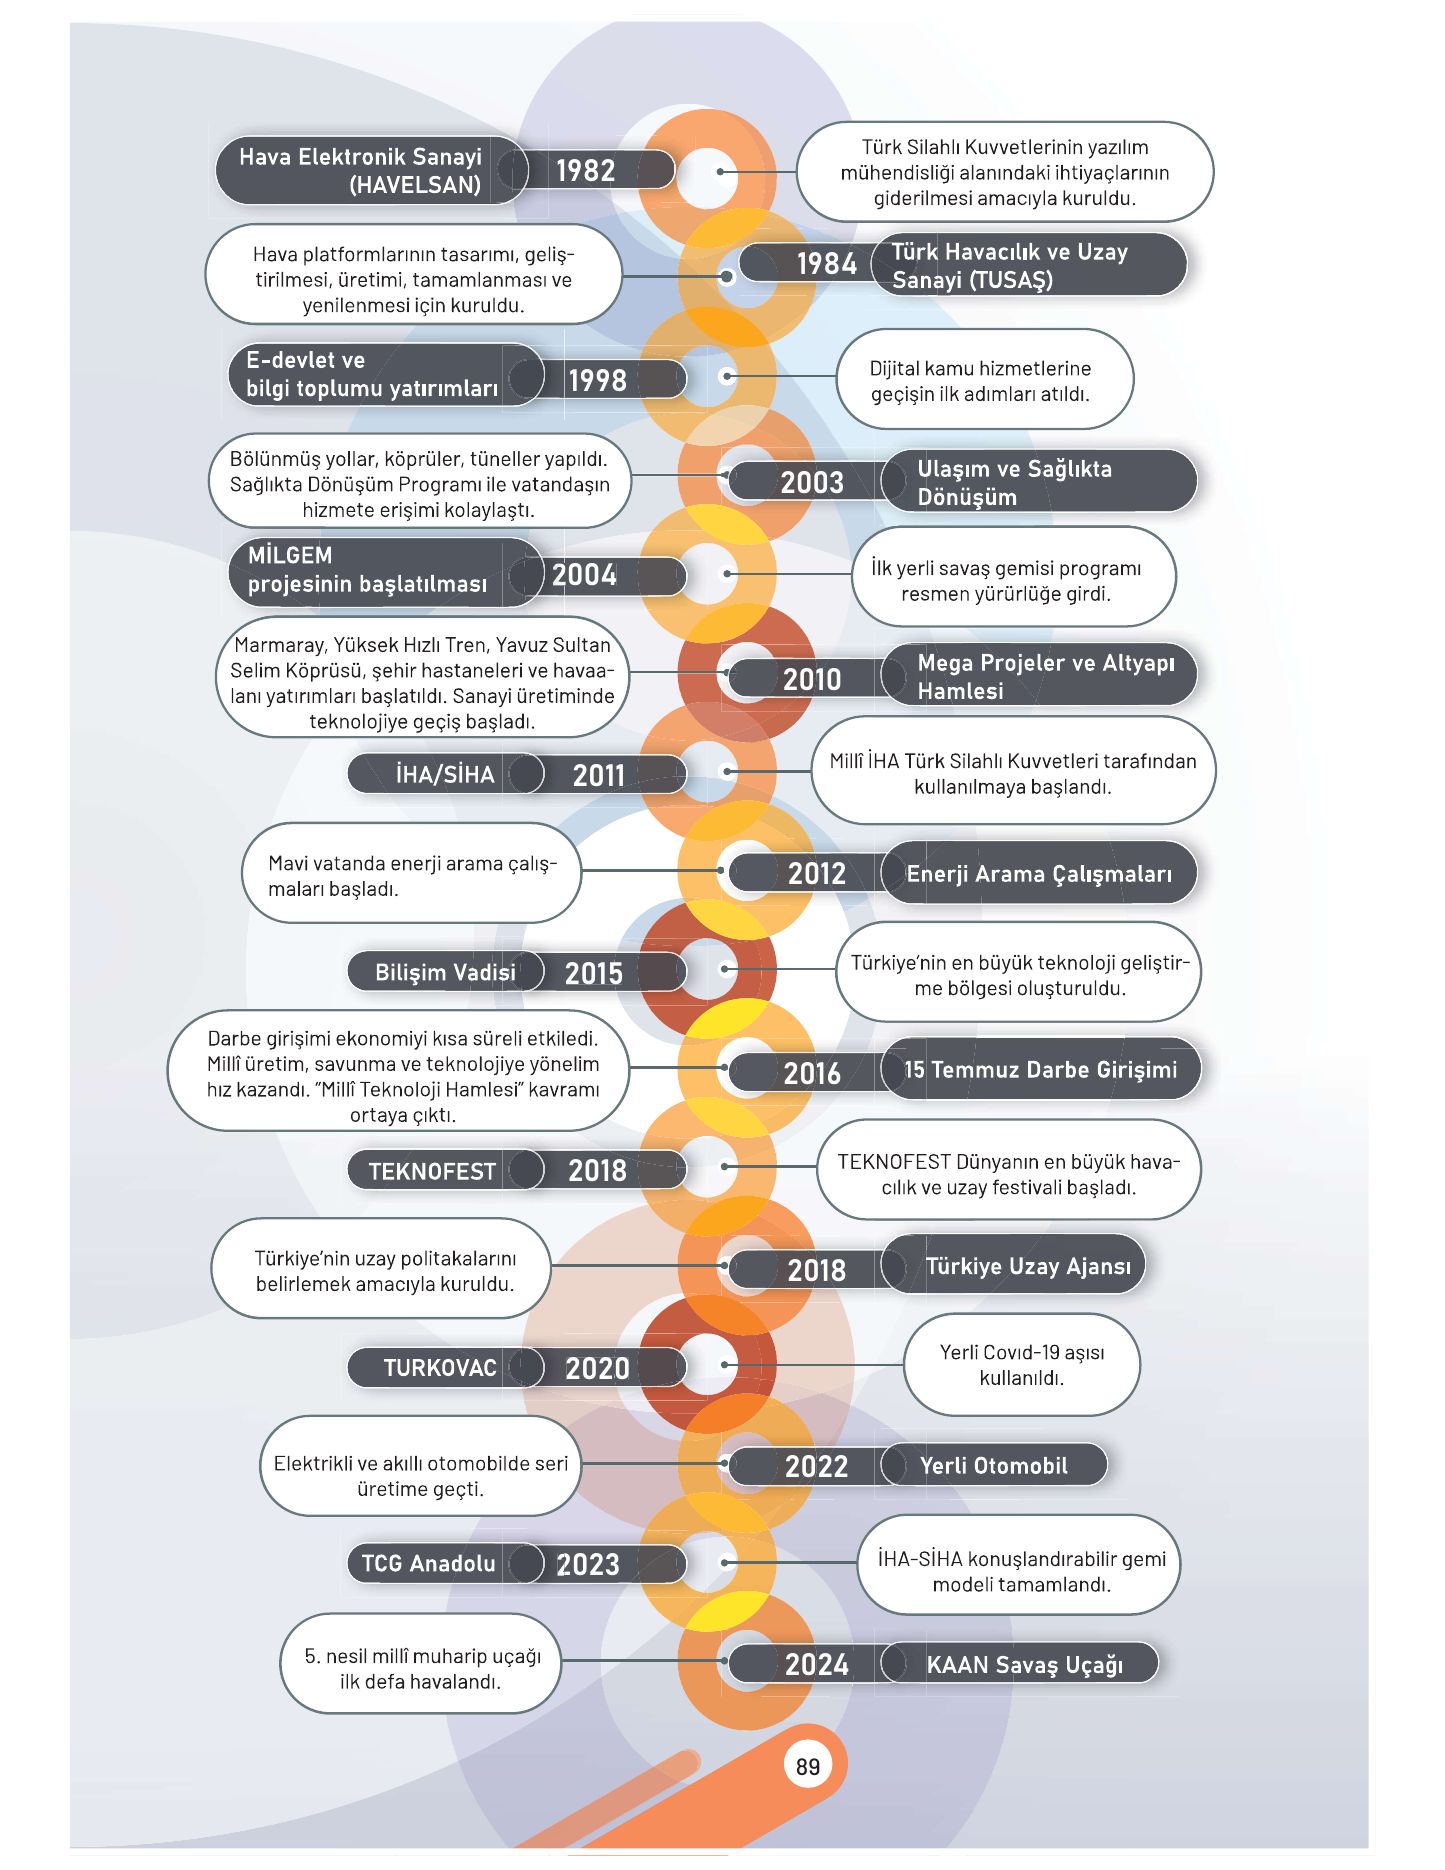 Hava Elektronik Sanayi
(HAVELSAN)
1982
Türk Silahlı Kuvvetlerinin yazılım
mühendisliği alanındaki ihtiyaçlarının
giderilmesi amacıyla kuruldu.
Hava platformlarının tasarımı, geliş-
tirilmesi, üretimi, tamamlanması ve
yenilenmesi için kuruldu.
1984
Türk Havacılık ve Uzay
Sanayi (TUSAŞ)
E-devlet ve
bilgi toplumu yatırımları
1998
Dijital kamu hizmetlerine
geçişin ilk adımları atıldı.
Bölünmüş yollar, köprüler, tüneller yapıldı.
Sağlıkta Dönüşüm Programı ile vatandaşın
hizmete erişimi kolaylaştı.
2003
Ulaşım ve Sağlıkta
Dönüşüm
MİLGEM
projesinin başlatılması
2004
İlk yerli savaş gemisi programı
resmen yürürlüğe girdi.
Marmaray, Yüksek Hızlı Tren, Yavuz Sultan
Selim Köprüsü, şehir hastaneleri ve havaa-
lanı yatırımları başlatıldı. Sanayi üretiminde
teknolojiye geçiş başladı.
2010
Mega Projeler ve Altyapı
Hamlesi
İHA/SİHA
2011
Millî İHA Türk Silahlı Kuvvetleri tarafından
kullanılmaya başlandı.
Mavi vatanda enerji arama çalış-
maları başladı.
2012
Enerji Arama Çalışmaları
Bilişim Vadisi
2015
Türkiye'nin en büyük teknoloji geliştir-
me bölgesi oluşturuldu.
Darbe girişimi ekonomiyi kısa süreli etkiledi.
Millî üretim, savunma ve teknolojiye yönelim
hız kazandı. "Millî Teknoloji Hamlesi" kavramı
ortaya çıktı.
2016
15 Temmuz Darbe Girişimi
TEKNOFEST
2018
TEKNOFEST Dünyanın en büyük hava-
cılık ve uzay festivali başladı.
Türkiye'nin uzay politakalarını
belirlemek amacıyla kuruldu.
2018
Türkiye Uzay Ajansı
TURKOVAC
2020
Yerli Covıd-19 aşısı
kullanıldı.
Elektrikli ve akıllı otomobilde seri
üretime geçti.
2022
Yerli Otomobil
TCG Anadolu
2023
İHA-SİHA konuşlandırabilir gemi
modeli tamamlandı.
5. nesil millî muharip uçağı
ilk defa havalandı.
2024
KAAN Savaş Uçağı
89